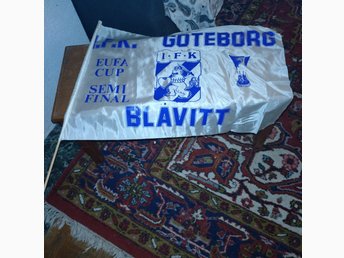 I.F.K. GÖTEBORG
EUFA
CUP
SEMI
FINAL
I F K
BLÅVITT